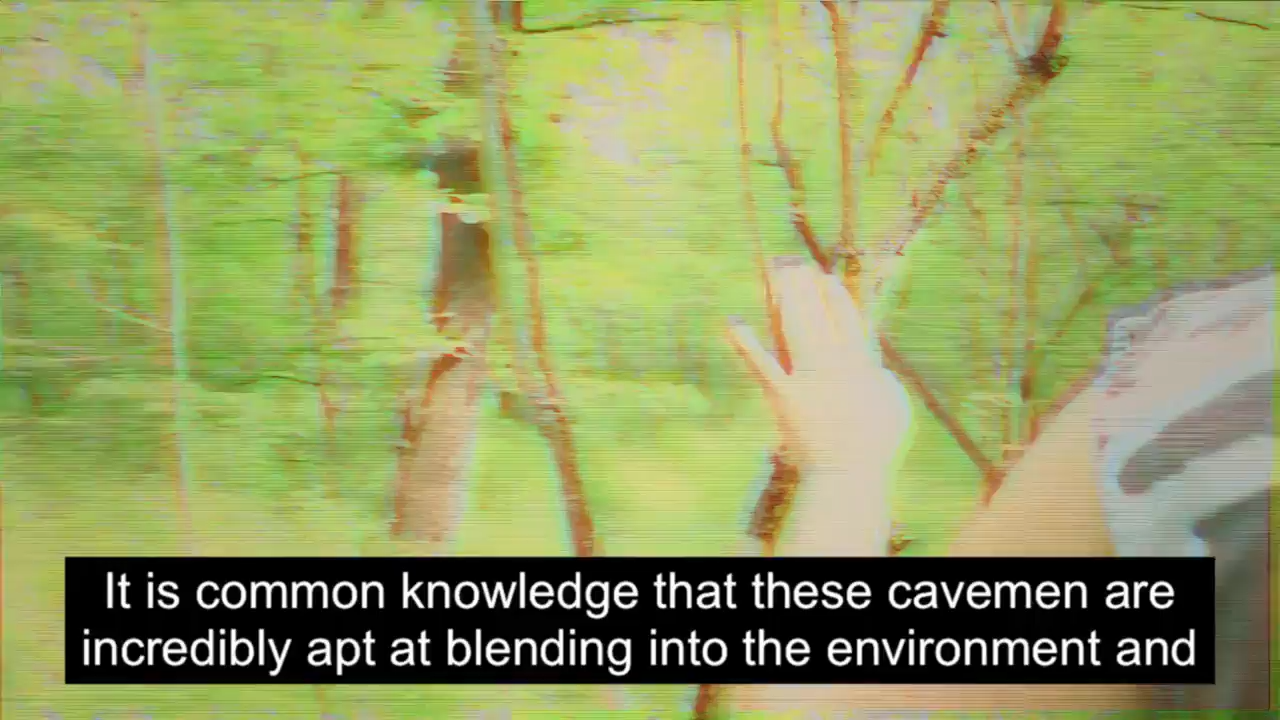 It is common knowledge that these cavemen are
incredibly apt at blending into the environment and